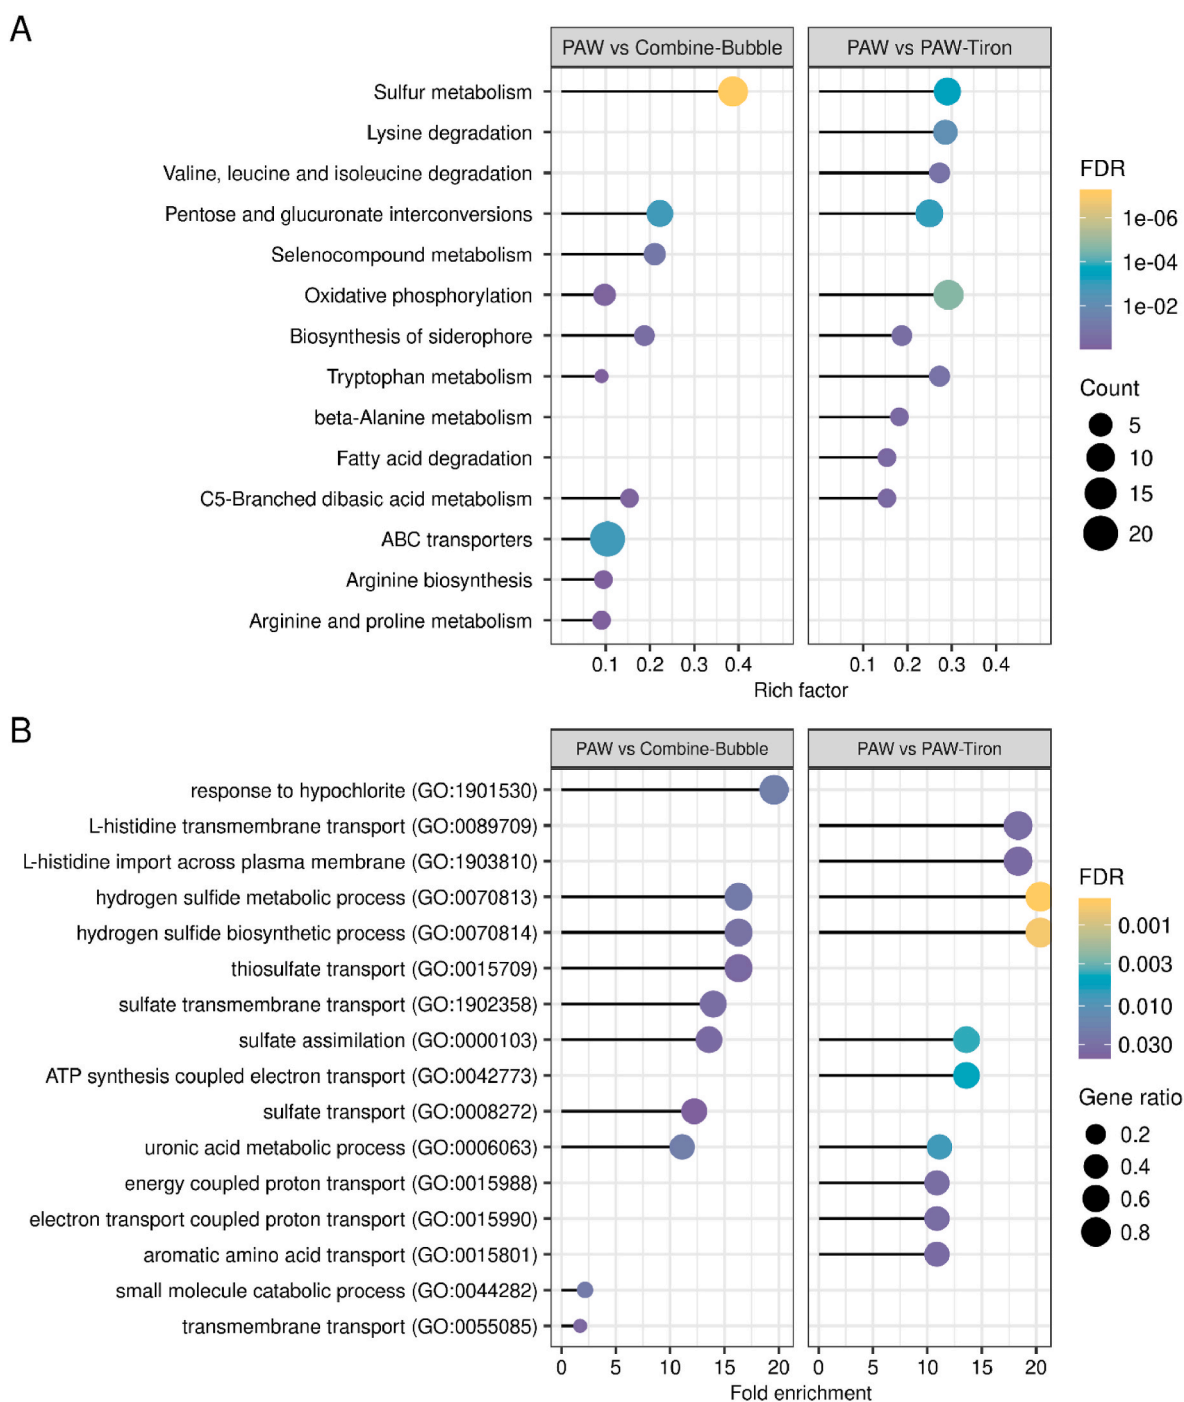 A
PAW vs Combine-Bubble
PAW vs PAW-Tiron
Sulfur metabolism
Lysine degradation
Valine, leucine and isoleucine degradation
Pentose and glucuronate interconversions
Selenocompound metabolism
Oxidative phosphorylation
Biosynthesis of siderophore
Tryptophan metabolism
beta-Alanine metabolism
Fatty acid degradation
C5-Branched dibasic acid metabolism
ABC transporters
Arginine biosynthesis
Arginine and proline metabolism
0.1 0.2 0.3 0.4
0.1 0.2 0.3 0.4
Rich factor
FDR
1e-06
1e-04
1e-02
Count
5
10
15
20
B
PAW vs Combine-Bubble
PAW vs PAW-Tiron
response to hypochlorite (GO:1901530)
L-histidine transmembrane transport (GO:0089709)
L-histidine import across plasma membrane (GO:1903810)
hydrogen sulfide metabolic process (GO:0070813)
hydrogen sulfide biosynthetic process (GO:0070814)
thiosulfate transport (GO:0015709)
sulfate transmembrane transport (GO:1902358)
sulfate assimilation (GO:0000103)
ATP synthesis coupled electron transport (GO:0042773)
sulfate transport (GO:0008272)
uronic acid metabolic process (GO:0006063)
energy coupled proton transport (GO:0015988)
electron transport coupled proton transport (GO:0015990)
aromatic amino acid transport (GO:0015801)
small molecule catabolic process (GO:0044282)
transmembrane transport (GO:0055085)
0 5 10 15 20
0 5 10 15 20
Fold enrichment
FDR
0.001
0.003
0.010
0.030
Gene ratio
0.2
0.4
0.6
0.8